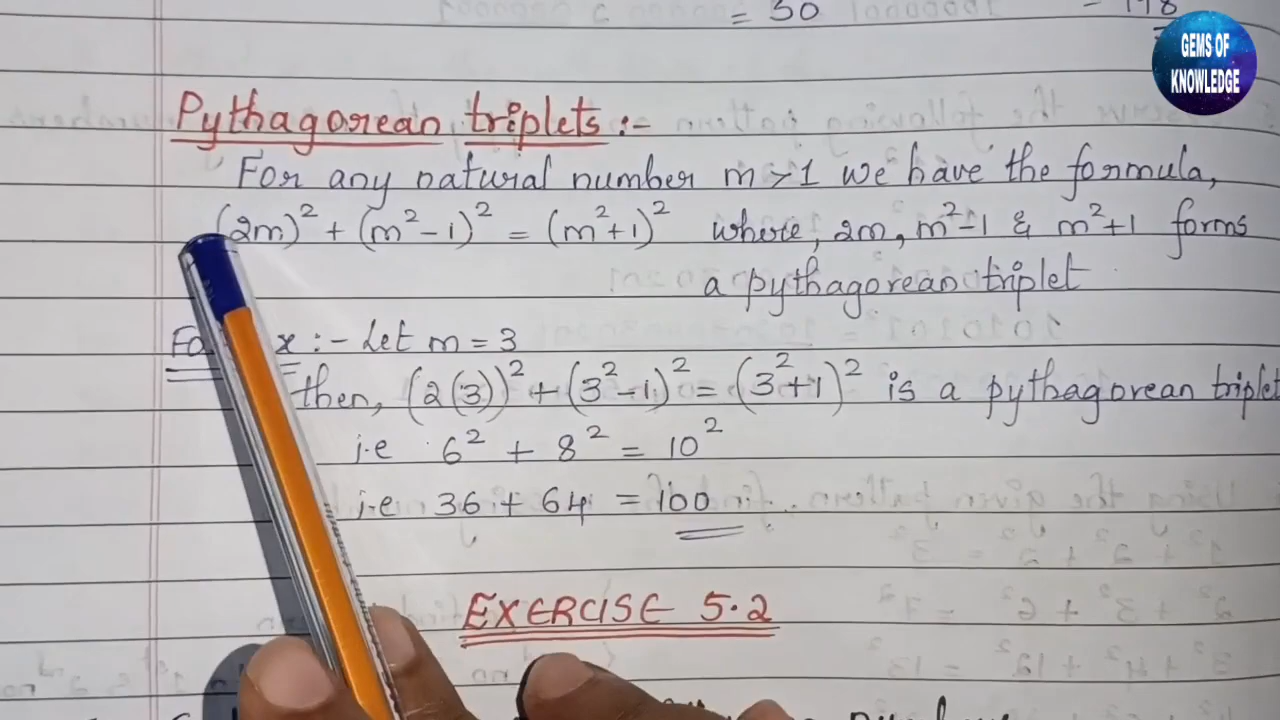 = 50
GEMS OF
KNOWLEDGE
Pythagorean triplets :-
For any natural number m > 1 we have the formula,
(2m)² + (m² - 1)² = (m² + 1)² where, 2m, m² - 1 & m² + 1 forms
a pythagorean triplet
x :- Let m = 3
then, (2(3))² + (3² - 1)² = (3² + 1)² is a pythagorean triplet
i.e 6² + 8² = 10²
i.e 36 + 64 = 100
EXERCISE 5.2